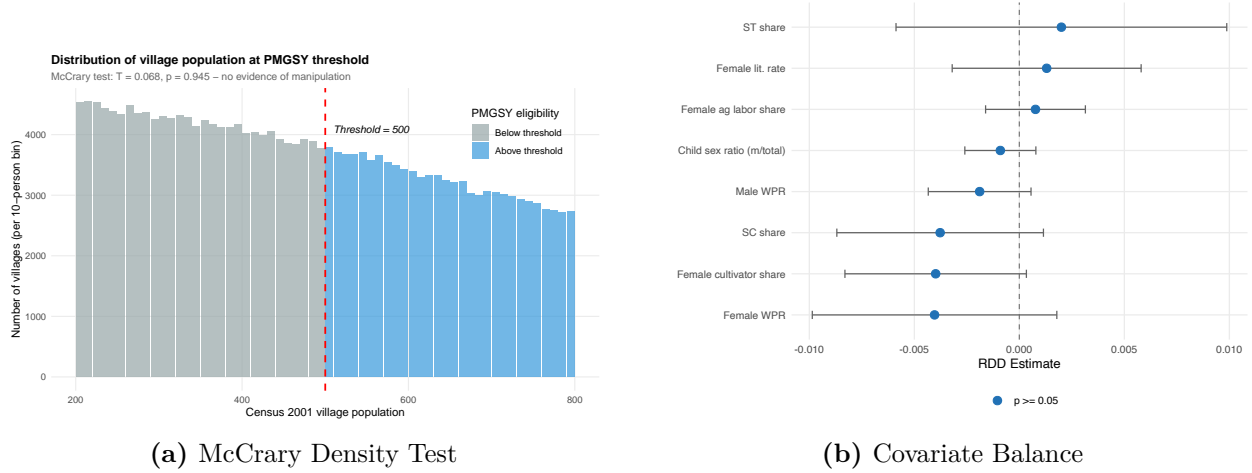 Distribution of village population at PMGSY threshold
McCrary test: T = 0.068, p = 0.945 − no evidence of manipulation
Number of villages (per 10−person bin)
4000
3000
2000
1000
0
Threshold = 500
PMGSY eligibility
Below threshold
Above threshold
200
400
600
800
Census 2001 village population
(a) McCrary Density Test
ST share
Female lit. rate
Female ag labor share
Child sex ratio (m/total)
Male WPR
SC share
Female cultivator share
Female WPR
-0.010
-0.005
0.000
0.005
0.010
RDD Estimate
p >= 0.05
(b) Covariate Balance